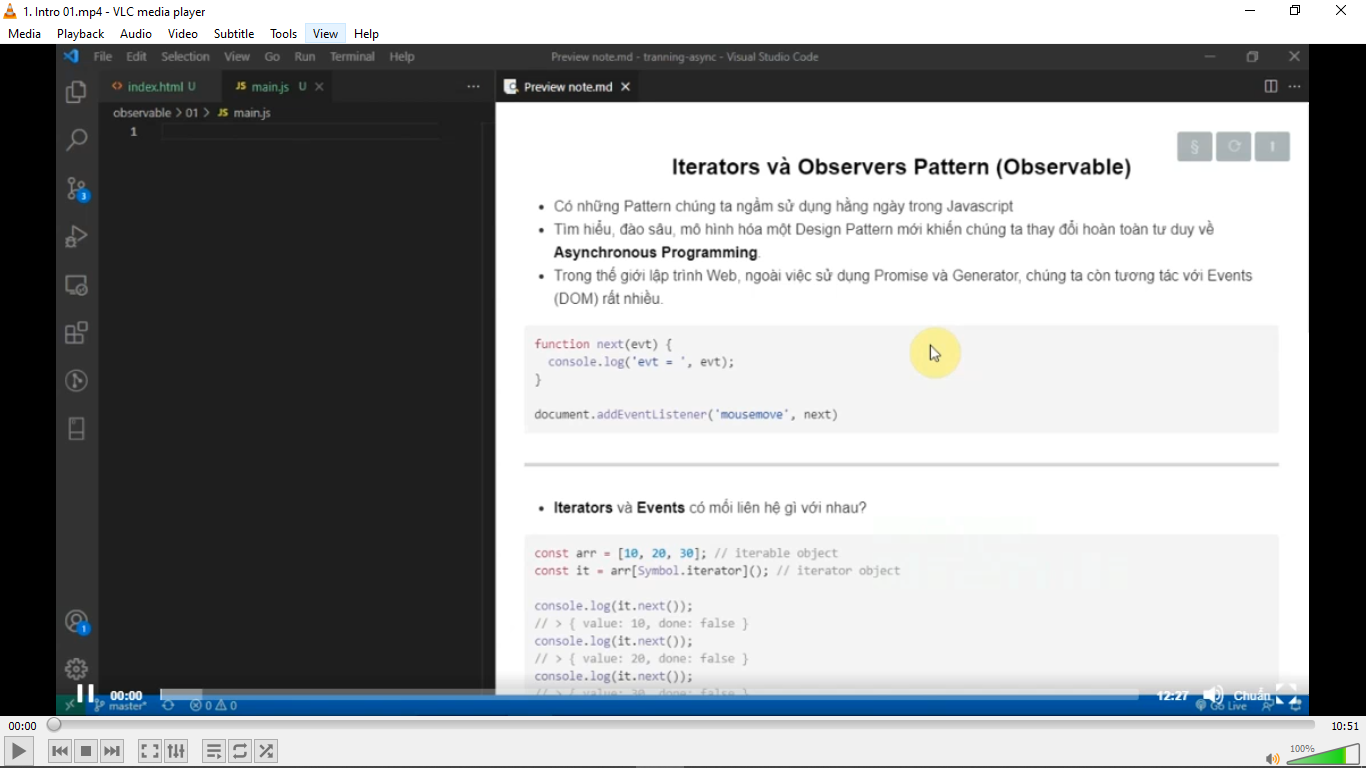 1. Intro 01.mp4 - VLC media player
Media Playback Audio Video Subtitle Tools View Help
File Edit Selection View Go Run Terminal Help
Preview note.md - tranning-async - Visual Studio Code
index.html U
JS main.js U
Preview note.md
observable > 01 > JS main.js
1
§
Iterators và Observers Pattern (Observable)
• Có những Pattern chúng ta ngầm sử dụng hằng ngày trong Javascript
• Tìm hiểu, đào sâu, mô hình hóa một Design Pattern mới khiến chúng ta thay đổi hoàn toàn tư duy về
Asynchronous Programming.
• Trong thế giới lập trình Web, ngoài việc sử dụng Promise và Generator, chúng ta còn tương tác với Events
(DOM) rất nhiều.
function next(evt) {
console.log('evt = ', evt);
}
document.addEventListener('mousemove', next)
• Iterators và Events có mối liên hệ gì với nhau?
const arr = [10, 20, 30]; // iterable object
const it = arr[Symbol.iterator](); // iterator object
console.log(it.next());
// > { value: 10, done: false }
console.log(it.next());
// > { value: 20, done: false }
console.log(it.next());
// > { value: 30, done: false }
3
1
00:00
12:27
Chuẩn
master*
0 0
Go Live
00:00
10:51
100%